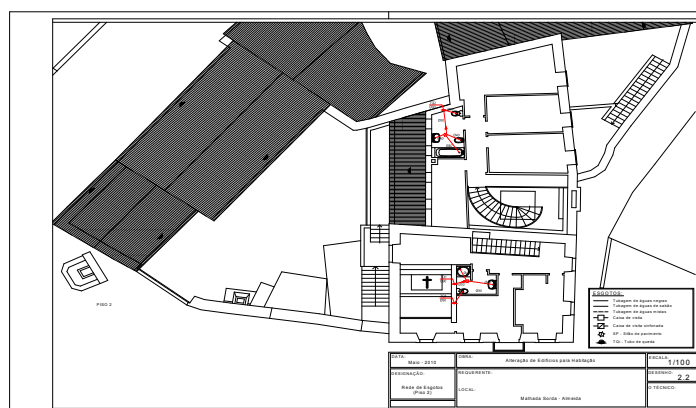 PISO 2
ESGOTOS:
Tubagem de águas negras
Tubagem de águas de sabão
Tubagem de águas mistas
Caixa de visita
Caixa de visita sifonada
SP - Sifão de pavimento
TQ - Tubo de queda
DATA:
Maio - 2010
OBRA:
Alteração de Edifícios para Habitação
ESCALA:
1/100
DESIGNAÇÃO:
Rede de Esgotos
(Piso 2)
REQUERENTE:
DESENHO:
2.2
LOCAL:
Malhada Sorda - Almeida
O TÉCNICO: